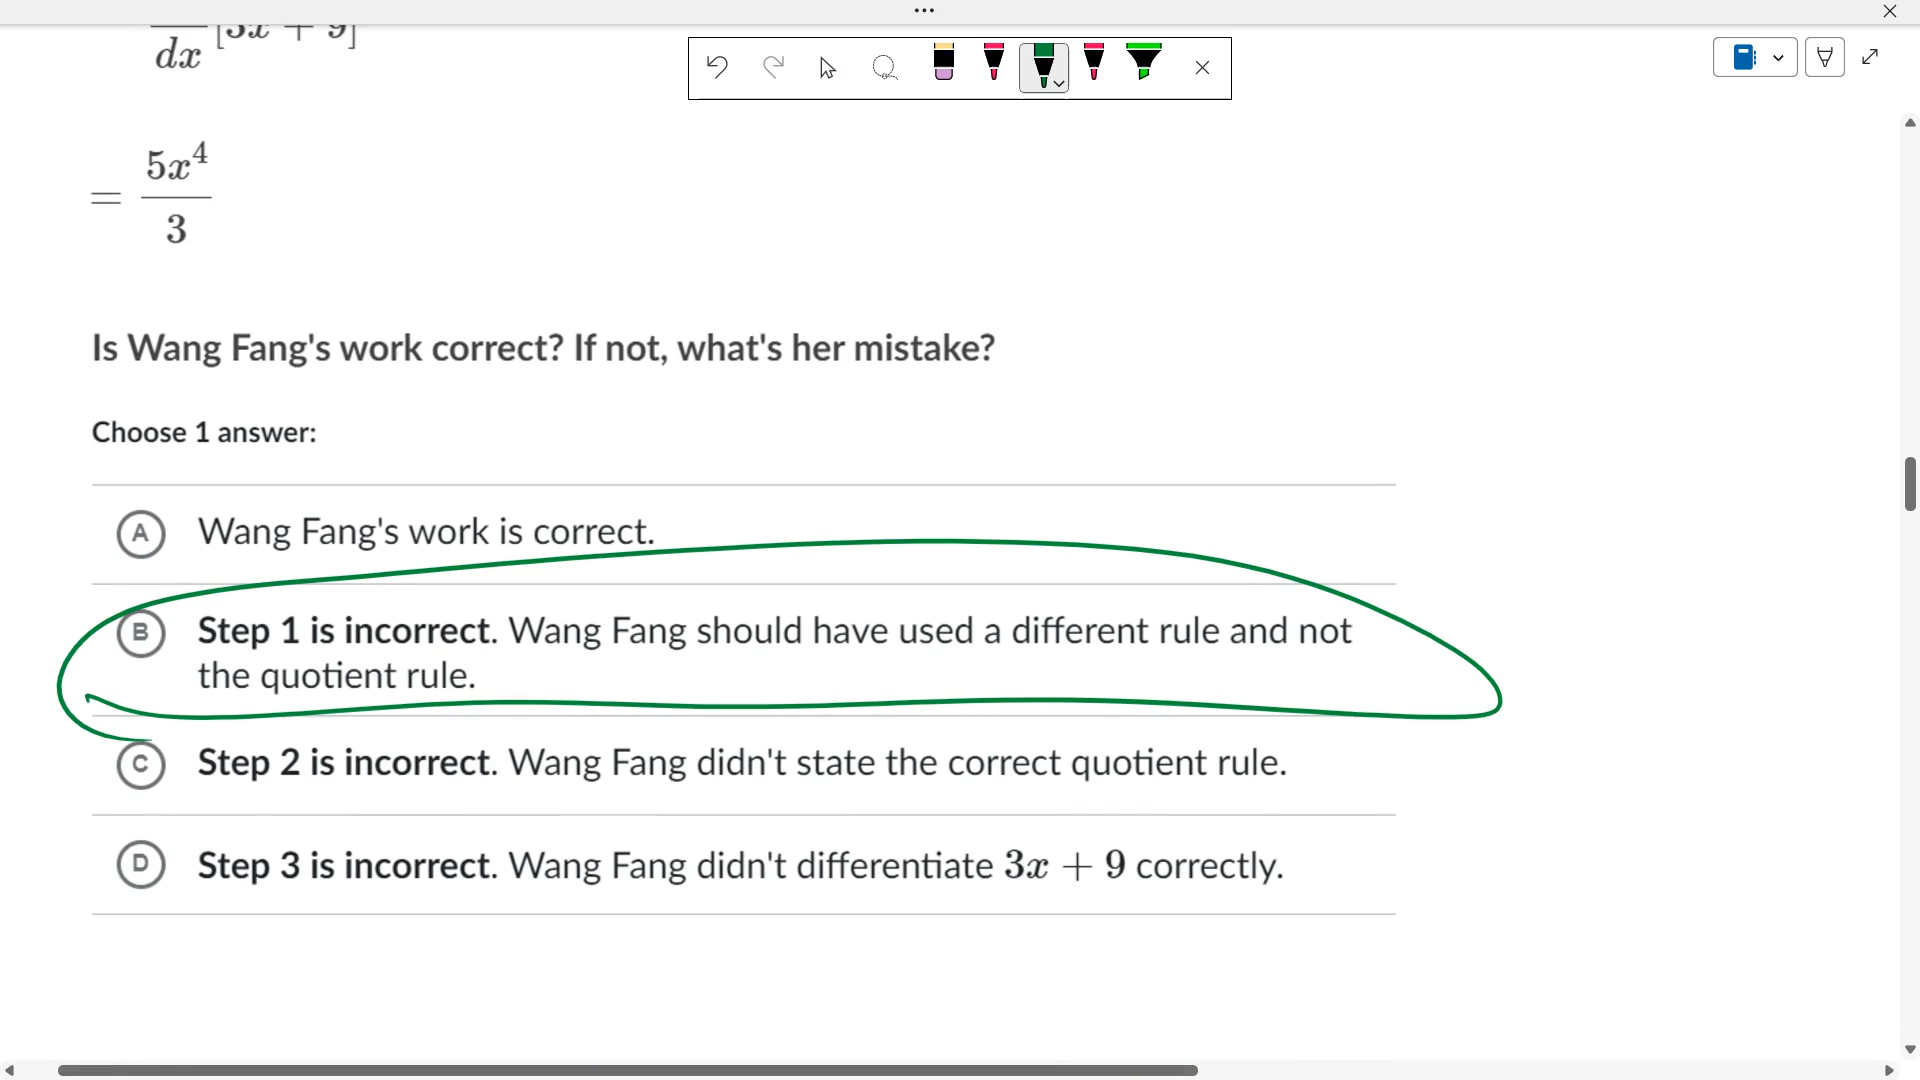 dx [3x + 9]
= 5x^4 / 3
Is Wang Fang's work correct? If not, what's her mistake?
Choose 1 answer:
A Wang Fang's work is correct.
B Step 1 is incorrect. Wang Fang should have used a different rule and not
the quotient rule.
C Step 2 is incorrect. Wang Fang didn't state the correct quotient rule.
D Step 3 is incorrect. Wang Fang didn't differentiate 3x + 9 correctly.